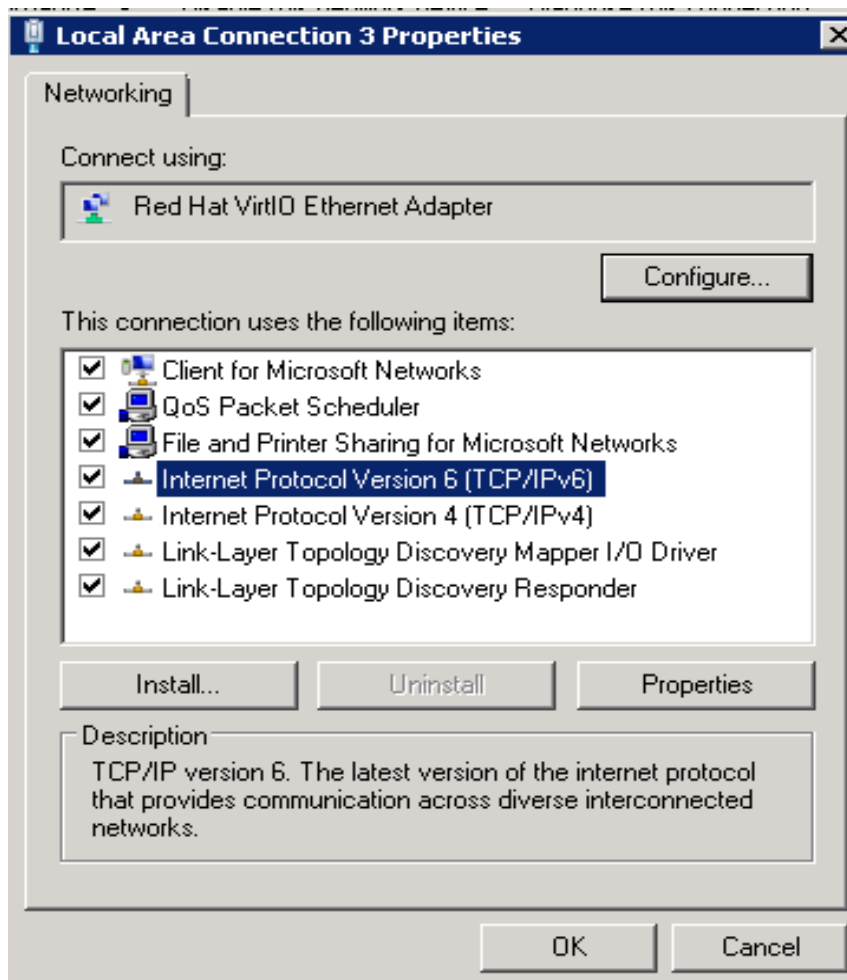 Local Area Connection 3 Properties
Networking
Connect using:
Red Hat VirtIO Ethernet Adapter
Configure...
This connection uses the following items:
Client for Microsoft Networks
QoS Packet Scheduler
File and Printer Sharing for Microsoft Networks
Internet Protocol Version 6 (TCP/IPv6)
Internet Protocol Version 4 (TCP/IPv4)
Link-Layer Topology Discovery Mapper I/O Driver
Link-Layer Topology Discovery Responder
Install...
Uninstall
Properties
Description
TCP/IP version 6. The latest version of the internet protocol
that provides communication across diverse interconnected
networks.
OK
Cancel